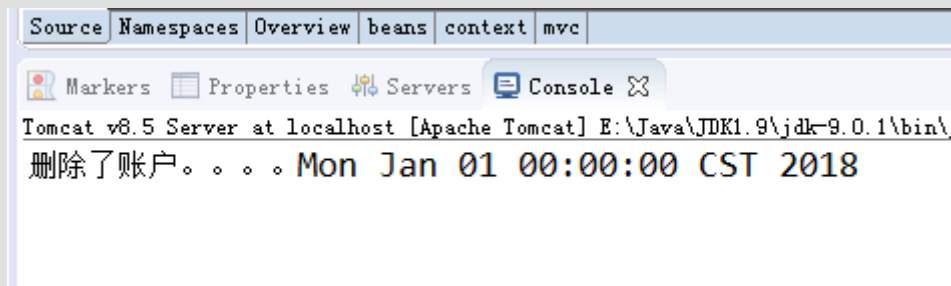 Source Namespaces Overview beans context mvc
Markers Properties Servers Console
Tomcat v8.5 Server at localhost [Apache Tomcat] E:\Java\JDK1.9\jdk-9.0.1\bin\
删除了账户。。。。Mon Jan 01 00:00:00 CST 2018